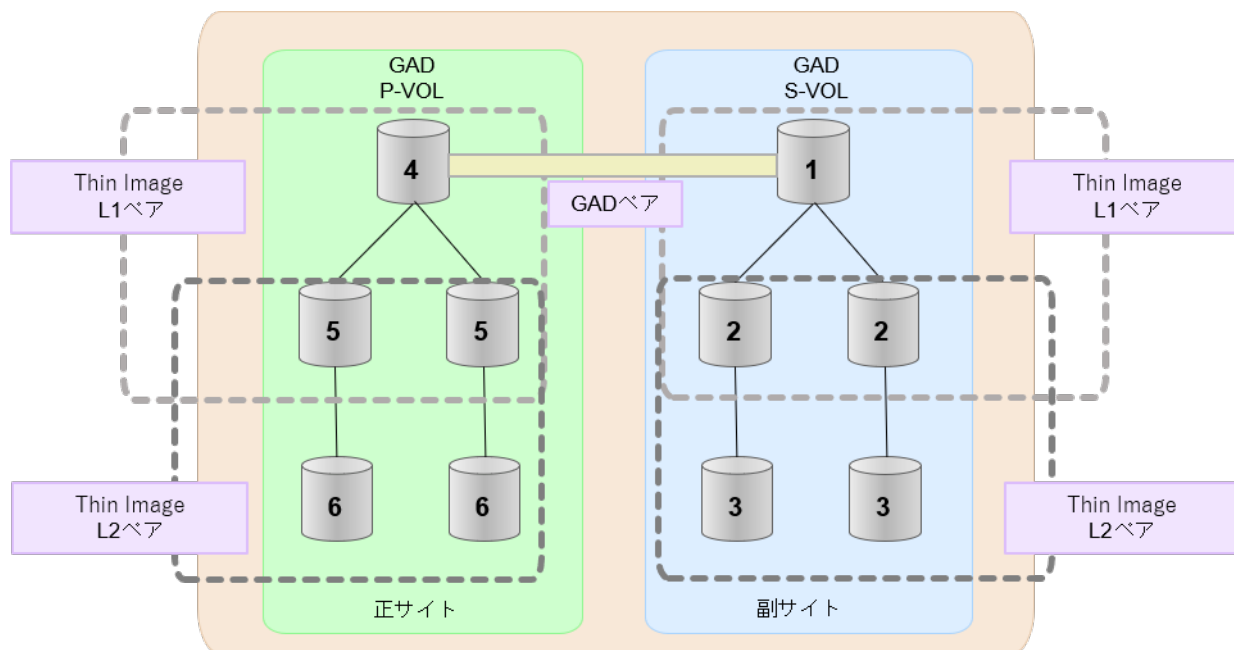 GAD
P-VOL
GAD
S-VOL
4
1
Thin Image
L1ペア
GADペア
Thin Image
L1ペア
5
5
2
2
Thin Image
L2ペア
6
6
3
3
Thin Image
L2ペア
正サイト
副サイト